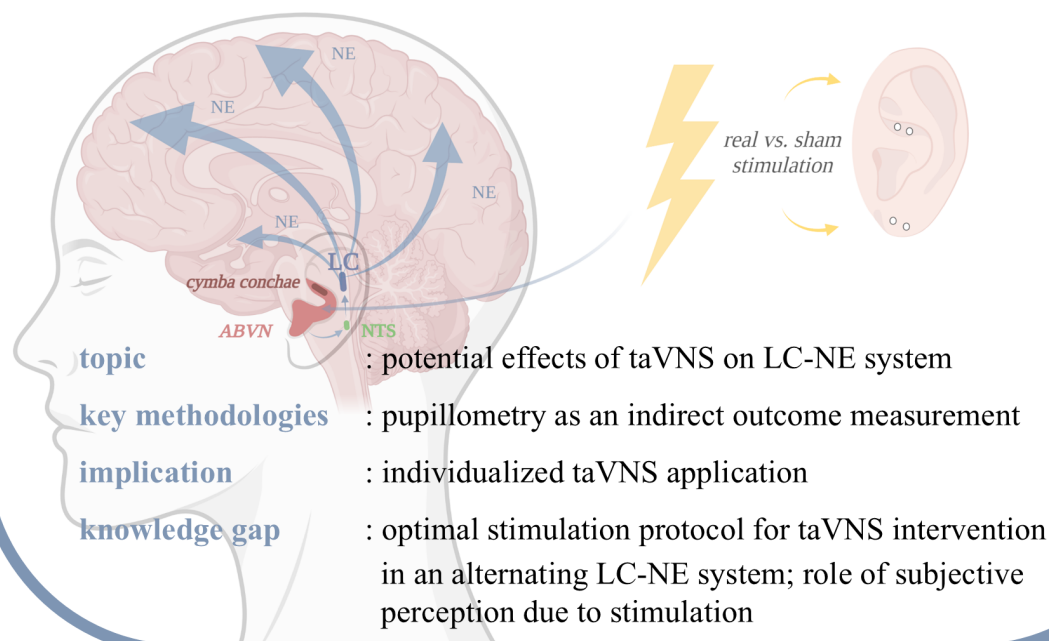 NE
NE
NE
NE
real vs. sham
stimulation
LC
cymba conchae
ABVN
NTS
topic : potential effects of taVNS on LC-NE system
key methodologies : pupillometry as an indirect outcome measurement
implication : individualized taVNS application
knowledge gap : optimal stimulation protocol for taVNS intervention
in an alternating LC-NE system; role of subjective
perception due to stimulation